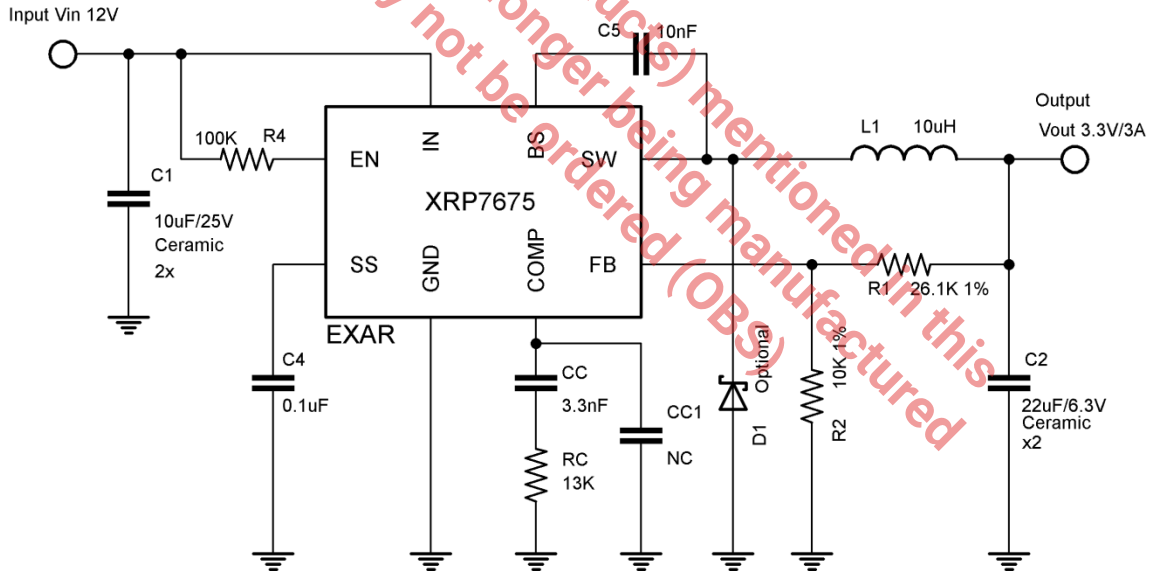 Input Vin 12V
C5
10nF
Output
Vout 3.3V/3A
100K
R4
L1
10uH
EN
IN
BS
SW
C1
10uF/25V
Ceramic
2x
XRP7675
SS
GND
COMP
FB
R1
26.1K 1%
EXAR
C4
0.1uF
CC
3.3nF
CC1
NC
RC
13K
D1
Optional
R2
10K 1%
C2
22uF/6.3V
Ceramic
x2
ducts) mentioned in this
onger being manufactured
y not be ordered (OBS)